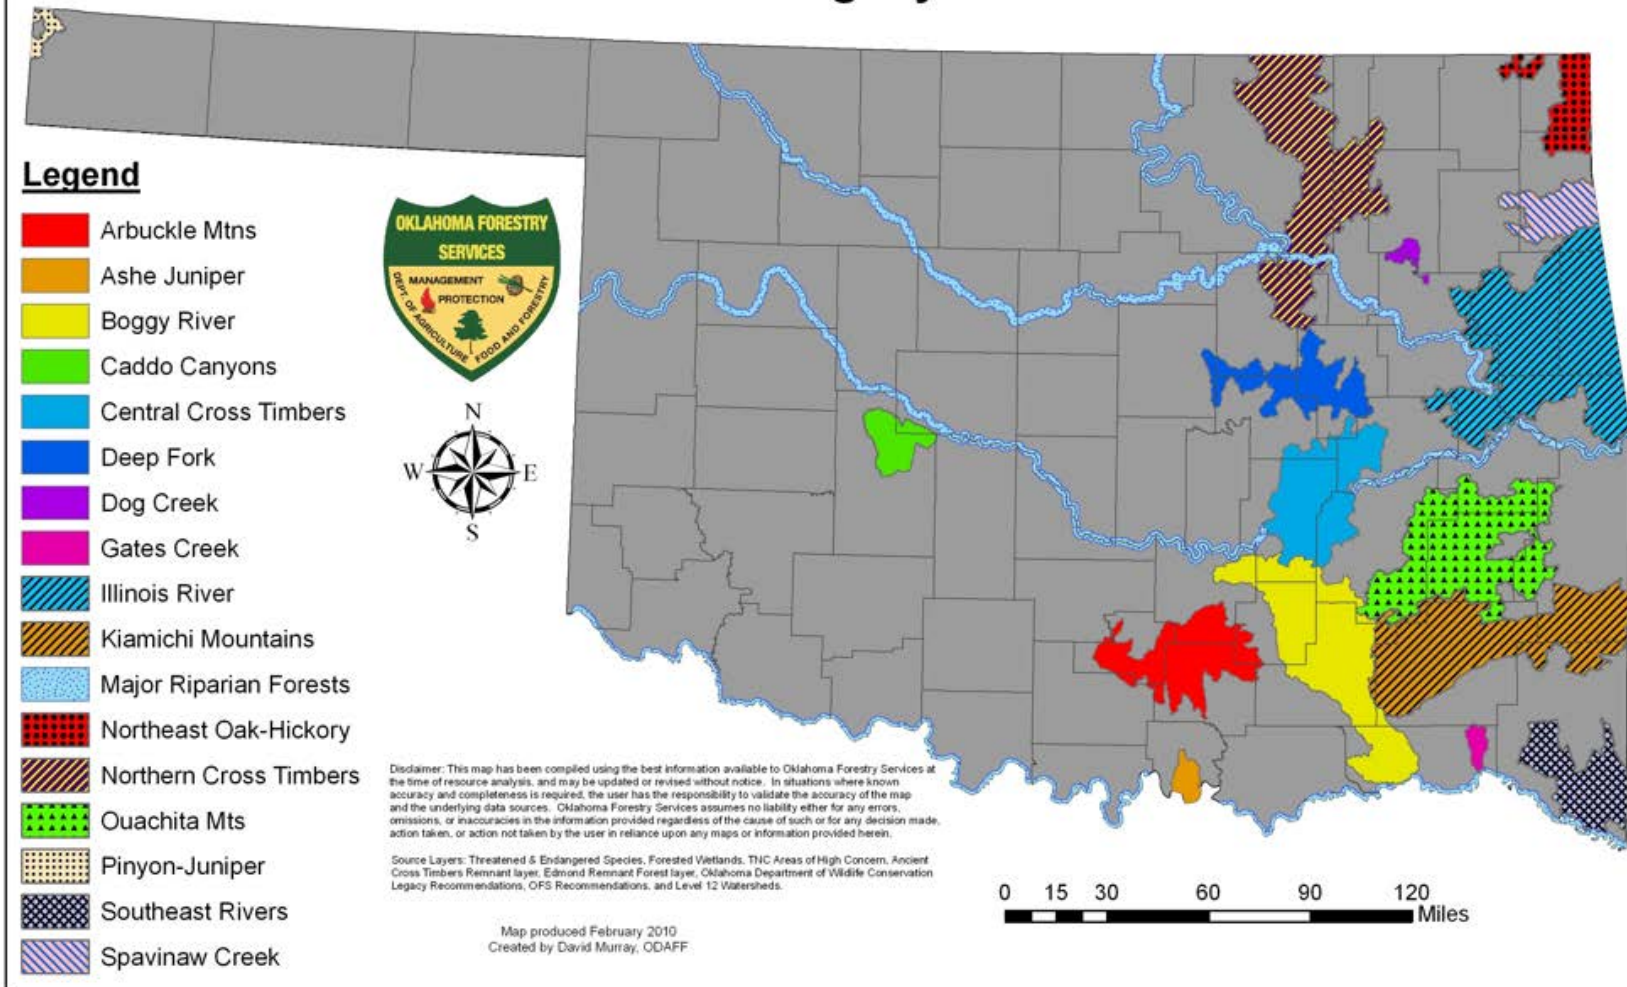 Legend
Arbuckle Mtns
Ashe Juniper
Boggy River
Caddo Canyons
Central Cross Timbers
Deep Fork
Dog Creek
Gates Creek
Illinois River
Kiamichi Mountains
Major Riparian Forests
Northeast Oak-Hickory
Northern Cross Timbers
Ouachita Mts
Pinyon-Juniper
Southeast Rivers
Spavinaw Creek
OKLAHOMA FORESTRY
SERVICES
MANAGEMENT
PROTECTION
DEPT. OF AGRICULTURE FOOD AND FORESTRY
N
W E
S
Disclaimer: This map has been compiled using the best information available to Oklahoma Forestry Services at
the time of resource analysis, and may be updated or revised without notice. In situations where known
accuracy and completeness is required, the user has the responsibility to validate the accuracy of the map
and the underlying data sources. Oklahoma Forestry Services assumes no liability either for any errors,
omissions, or inaccuracies in the information provided regardless of the cause of such or for any decision made,
action taken, or action not taken by the user in reliance upon any maps or information provided herein.
Source Layers: Threatened & Endangered Species, Forested Wetlands, TNC Areas of High Concern, Ancient
Cross Timbers Remnant layer, Edmond Remnant Forest layer, Oklahoma Department of Wildlife Conservation
Legacy Recommendations, OFS Recommendations, and Level 12 Watersheds.
Map produced February 2010
Created by David Murray, ODAFF
0 15 30 60 90 120
Miles